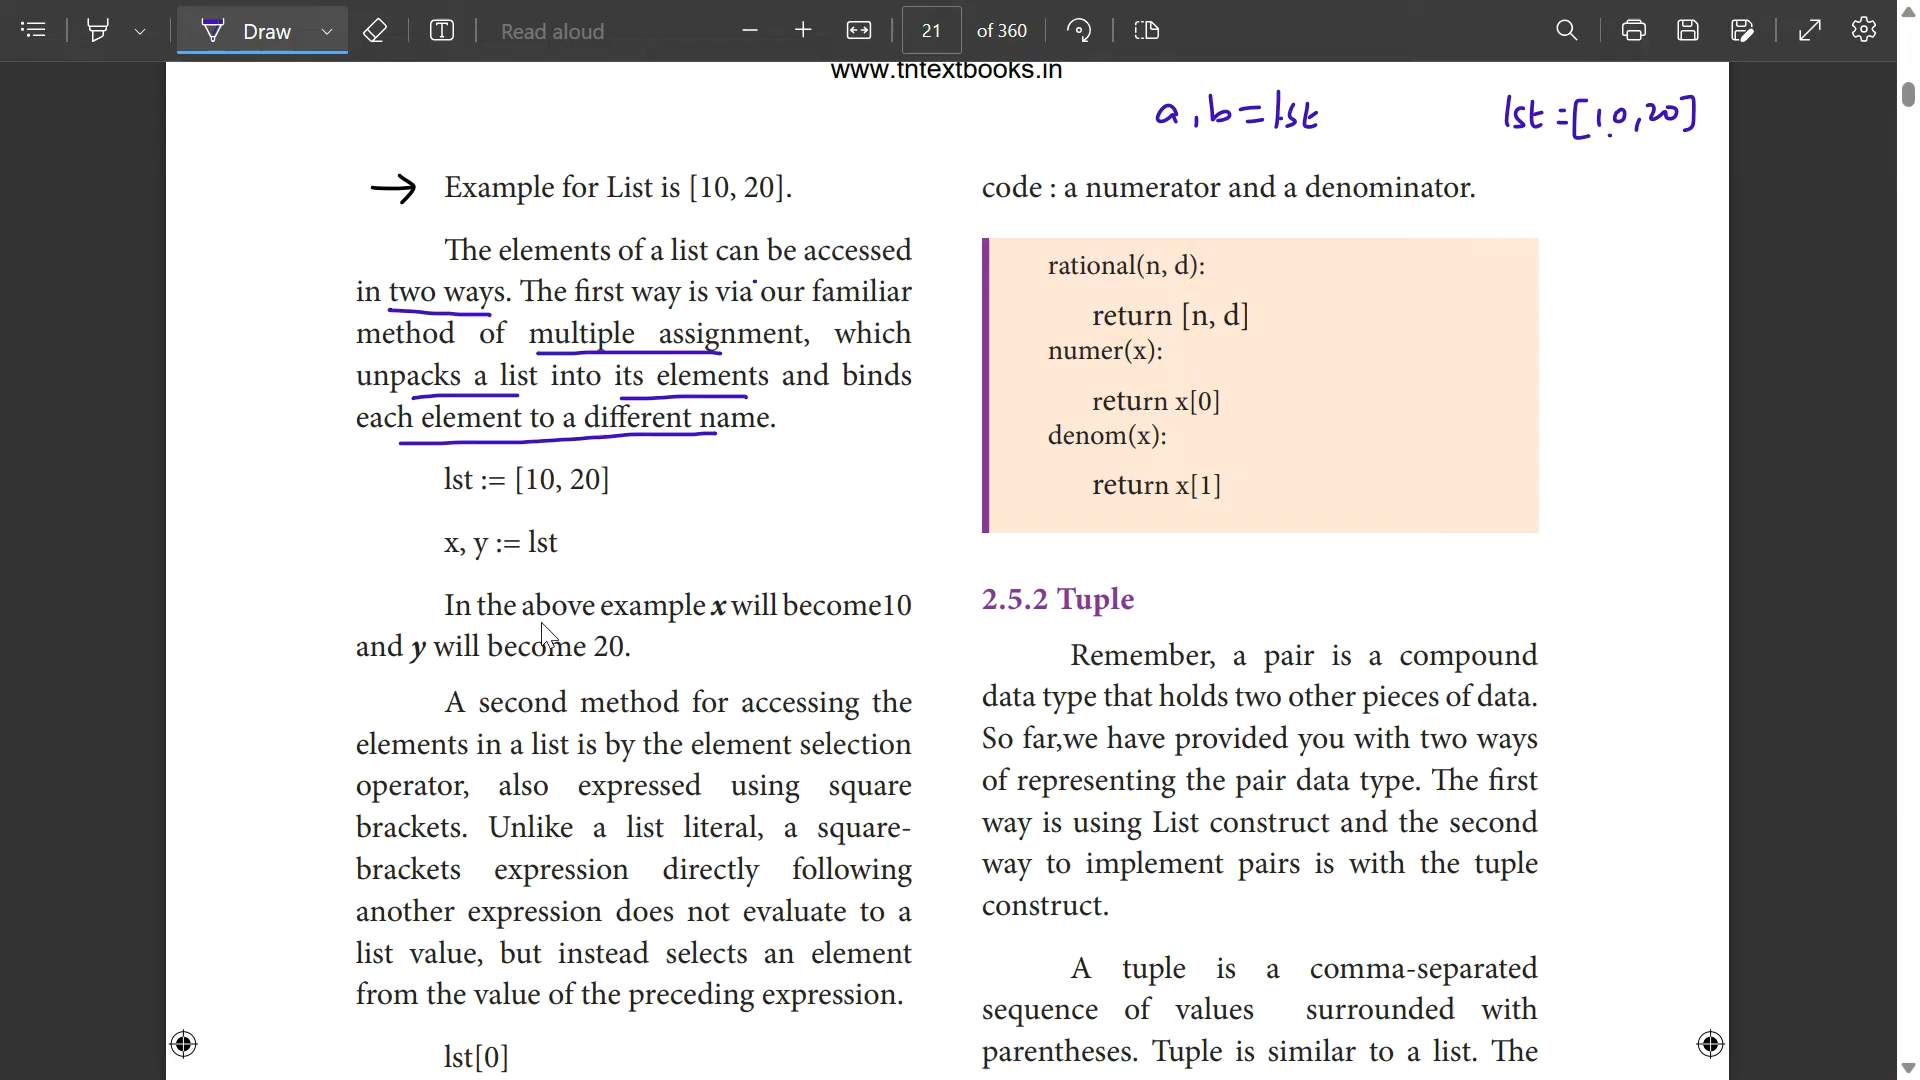 Draw
Read aloud
21 of 360
www.tntextbooks.in
a, b = lst
lst = [10, 20]
Example for List is [10, 20].
The elements of a list can be accessed
in two ways. The first way is via our familiar
method of multiple assignment, which
unpacks a list into its elements and binds
each element to a different name.
lst := [10, 20]
x, y := lst
In the above example x will become10
and y will become 20.
A second method for accessing the
elements in a list is by the element selection
operator, also expressed using square
brackets. Unlike a list literal, a square-
brackets expression directly following
another expression does not evaluate to a
list value, but instead selects an element
from the value of the preceding expression.
lst[0]
code : a numerator and a denominator.
rational(n, d):
return [n, d]
numer(x):
return x[0]
denom(x):
return x[1]
2.5.2 Tuple
Remember, a pair is a compound
data type that holds two other pieces of data.
So far,we have provided you with two ways
of representing the pair data type. The first
way is using List construct and the second
way to implement pairs is with the tuple
construct.
A tuple is a comma-separated
sequence of values surrounded with
parentheses. Tuple is similar to a list. The